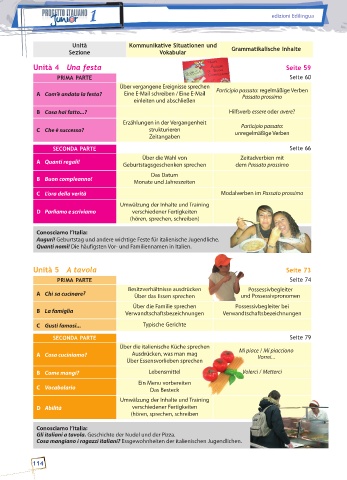 PROGETTO ITALIANO
Junior 1
edizioni Edilingua
Unità
Sezione
Kommunikative Situationen und
Vokabular
Grammatikalische Inhalte
Unità 4 Una festa
Seite 59
PRIMA PARTE
Seite 60
A Com'è andata la festa?
Über vergangene Ereignisse sprechen
Eine E-Mail schreiben / Eine E-Mail
einleiten und abschließen
Participio passato: regelmäßige Verben
Passato prossimo
B Cosa hai fatto...?
Hilfsverb essere oder avere?
C Che è successo?
Erzählungen in der Vergangenheit
strukturieren
Zeitangaben
Participio passato:
unregelmäßige Verben
SECONDA PARTE
Seite 66
A Quanti regali!
Über die Wahl von
Geburtstagsgeschenken sprechen
Zeitadverbien mit
dem Passato prossimo
B Buon compleanno!
Das Datum
Monate und Jahreszeiten
C L'ora della verità
Modalverben im Passato prossimo
D Parliamo e scriviamo
Umwälzung der Inhalte und Training
verschiedener Fertigkeiten
(hören, sprechen, schreiben)
Conosciamo l'Italia:
Auguri! Geburtstag und andere wichtige Feste für italienische Jugendliche.
Quanti nomi! Die häufigsten Vor- und Familiennamen in Italien.
Unità 5 A tavola
Seite 73
PRIMA PARTE
Seite 74
A Chi sa cucinare?
Besitzverhältnisse ausdrücken
Über das Essen sprechen
Possessivbegleiter
und Possessivpronomen
B La famiglia
Über die Familie sprechen
Verwandtschaftsbezeichnungen
Possessivbegleiter bei
Verwandtschaftsbezeichnungen
C Gusti famosi...
Typische Gerichte
SECONDA PARTE
Seite 79
A Cosa cuciniamo?
Über die italienische Küche sprechen
Ausdrücken, was man mag
Über Essensvorlieben sprechen
Mi piace / Mi piacciono
Vorrei...
B Come mangi?
Lebensmittel
Volerci / Metterci
C Vocabolario
Ein Menu vorbereiten
Das Besteck
D Abilità
Umwälzung der Inhalte und Training
verschiedener Fertigkeiten
(hören, sprechen, schreiben
Conosciamo l'Italia:
Gli italiani a tavola. Geschichte der Nudel und der Pizza.
Cosa mangiano i ragazzi italiani? Essgewohnheiten der italienischen Jugendlichen.
114